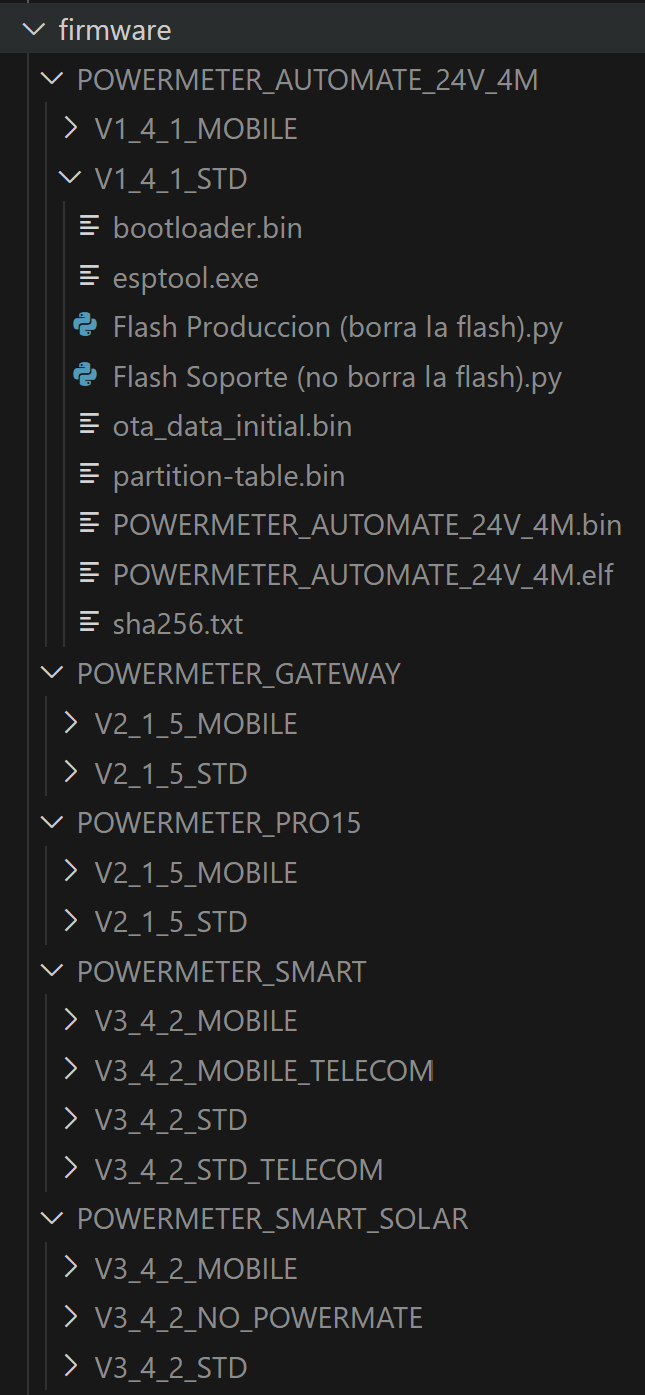 firmware
POWERMETER_AUTOMATE_24V_4M
V1_4_1_MOBILE
V1_4_1_STD
bootloader.bin
esptool.exe
Flash Produccion (borra la flash).py
Flash Soporte (no borra la flash).py
ota_data_initial.bin
partition-table.bin
POWERMETER_AUTOMATE_24V_4M.bin
POWERMETER_AUTOMATE_24V_4M.elf
sha256.txt
POWERMETER_GATEWAY
V2_1_5_MOBILE
V2_1_5_STD
POWERMETER_PRO15
V2_1_5_MOBILE
V2_1_5_STD
POWERMETER_SMART
V3_4_2_MOBILE
V3_4_2_MOBILE_TELECOM
V3_4_2_STD
V3_4_2_STD_TELECOM
POWERMETER_SMART_SOLAR
V3_4_2_MOBILE
V3_4_2_NO_POWERMATE
V3_4_2_STD